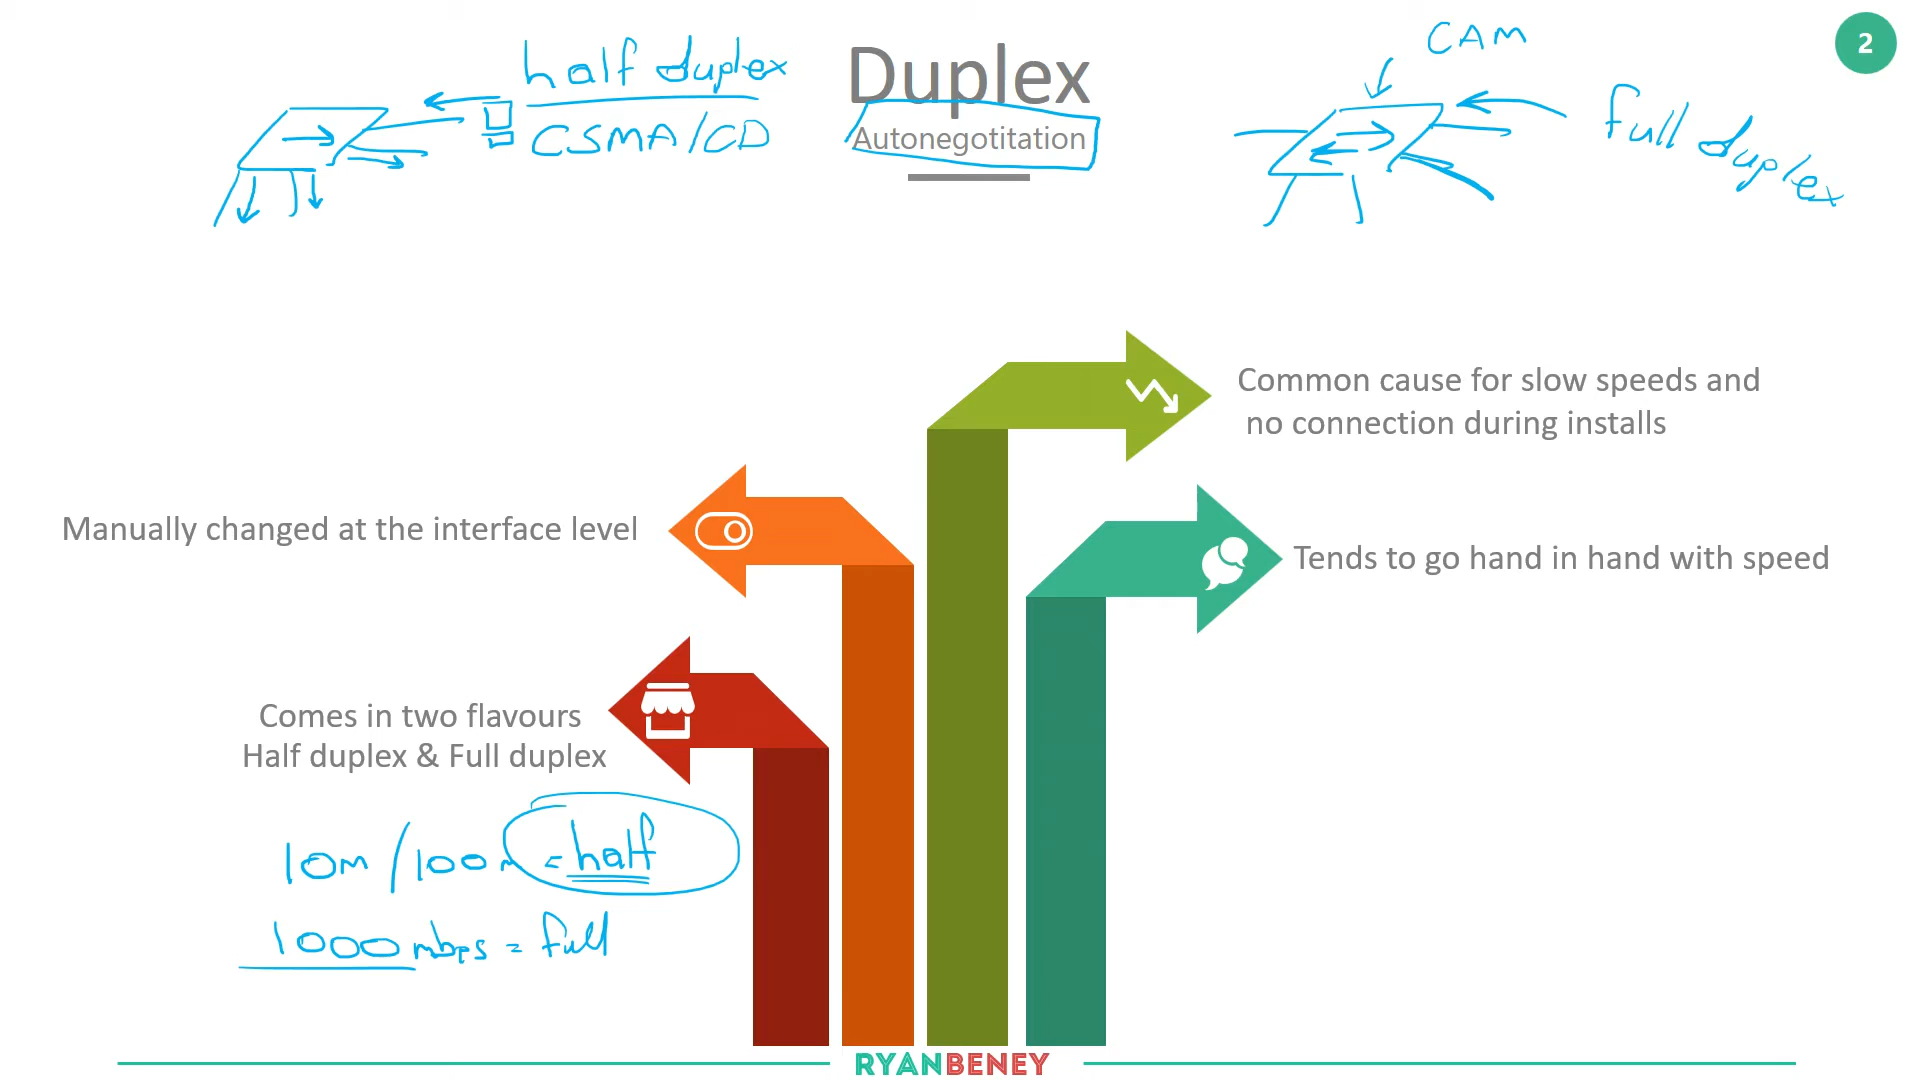 half duplex
CSMA/CD
Duplex
Autonegotitation
CAM
full duplex
2
Common cause for slow speeds and
no connection during installs
Manually changed at the interface level
Tends to go hand in hand with speed
Comes in two flavours
Half duplex & Full duplex
10m/100m = half
1000 mbps = full
RYANBENEY